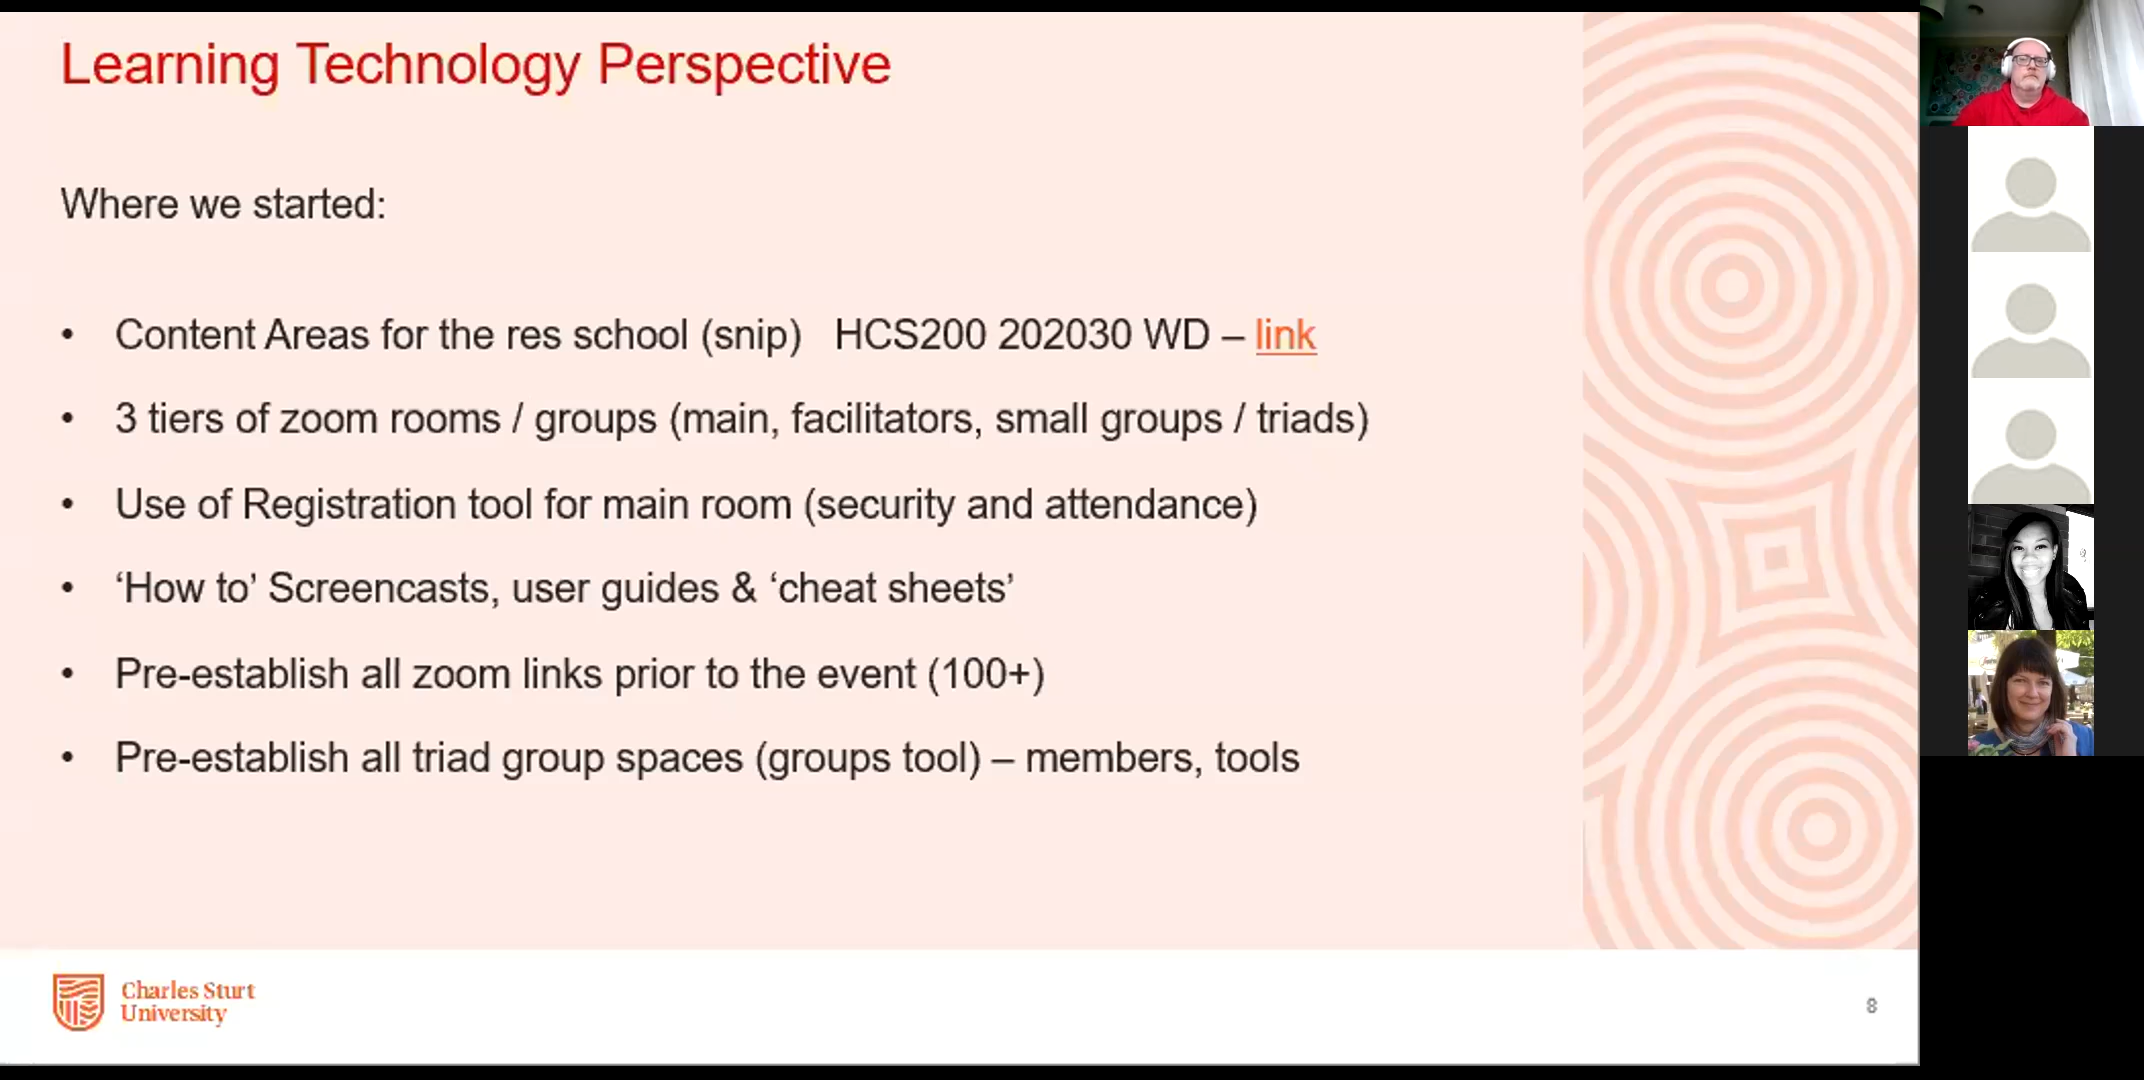 Learning Technology Perspective
Where we started:
• Content Areas for the res school (snip) HCS200 202030 WD – link
• 3 tiers of zoom rooms / groups (main, facilitators, small groups / triads)
• Use of Registration tool for main room (security and attendance)
• ‘How to’ Screencasts, user guides & ‘cheat sheets’
• Pre-establish all zoom links prior to the event (100+)
• Pre-establish all triad group spaces (groups tool) – members, tools
Charles Sturt
University
8